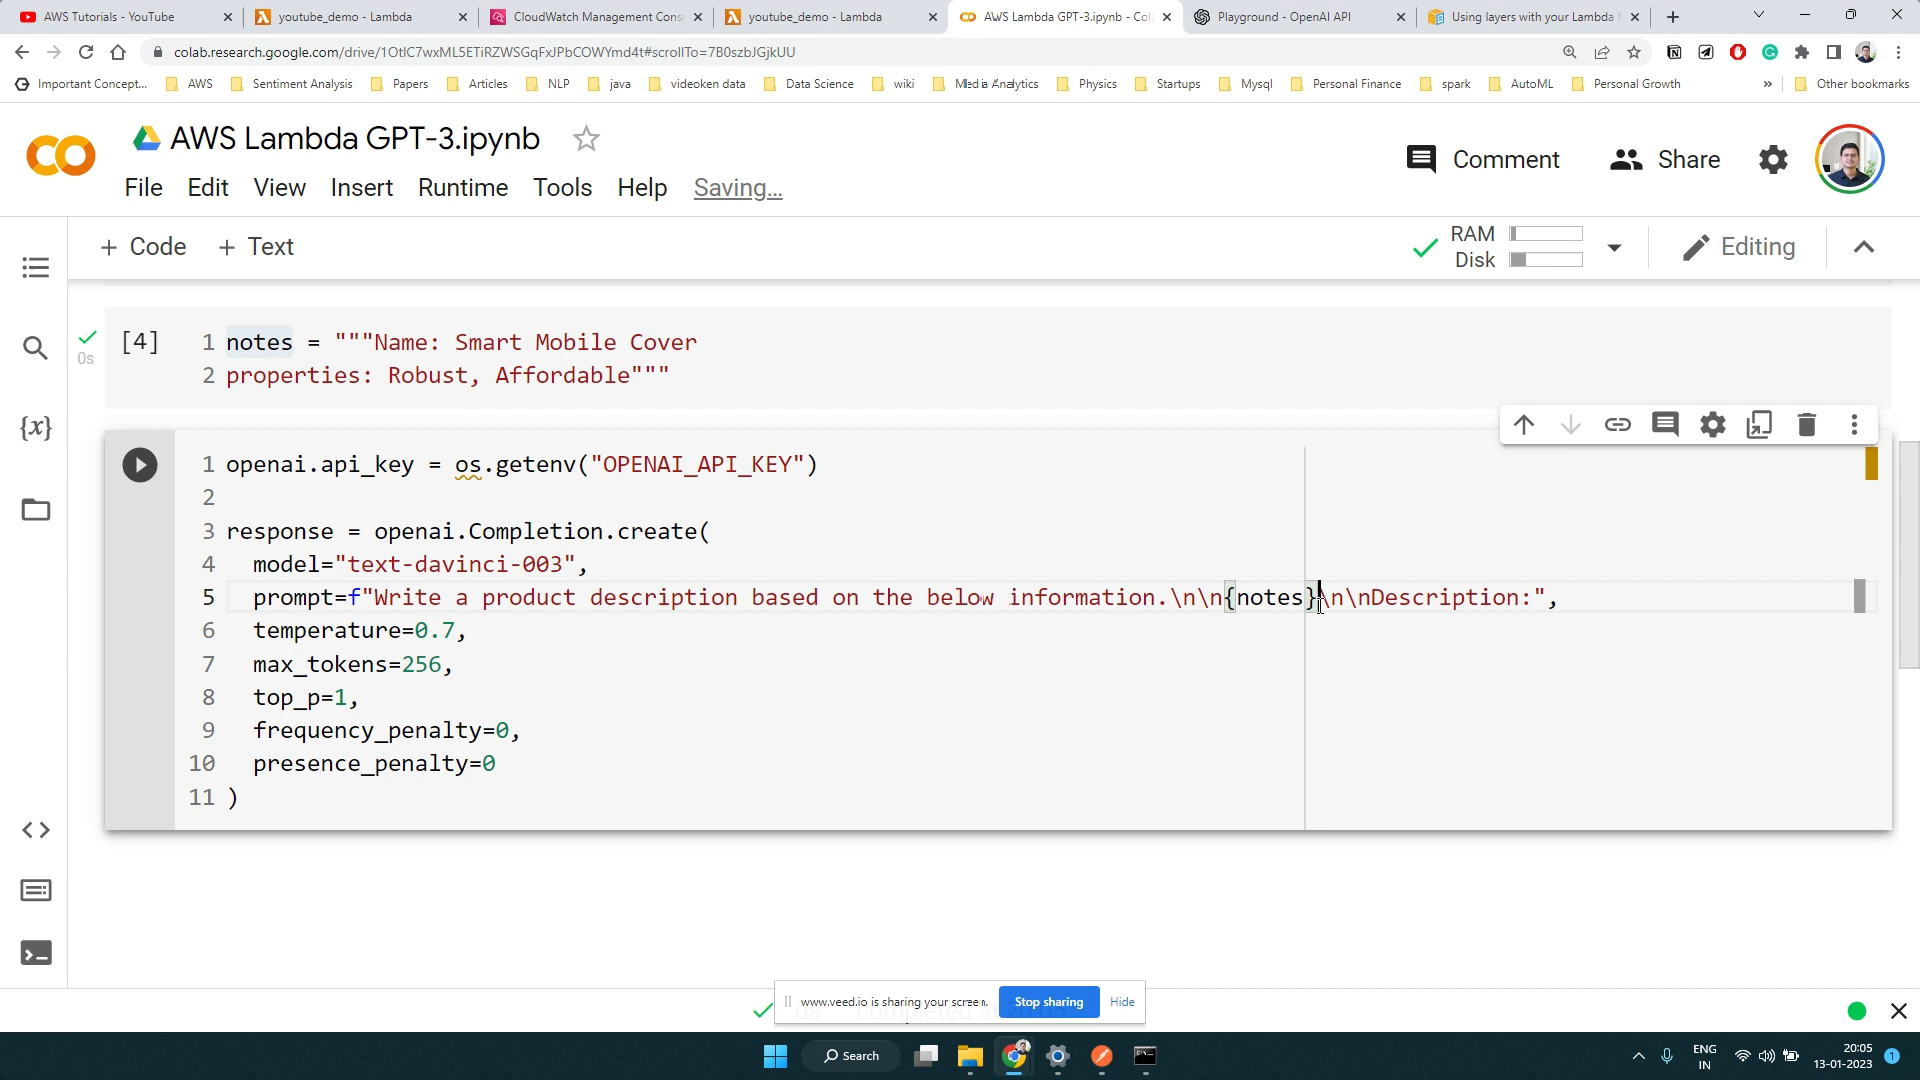 AWS Tutorials - YouTube
youtube_demo - Lambda
CloudWatch Management Cons
youtube_demo - Lambda
AWS Lambda GPT-3.ipynb - Col
Playground - OpenAI API
Using layers with your Lambda f
colab.research.google.com/drive/1OtlC7wxML5ETiRZWSGqFxJPbCOWYmd4t#scrollTo=7B0szbJGjkUU
Important Concept...
AWS
Sentiment Analysis
Papers
Articles
NLP
java
videoken data
Data Science
wiki
Media Analytics
Physics
Startups
Mysql
Personal Finance
spark
AutoML
Personal Growth
»
Other bookmarks
AWS Lambda GPT-3.ipynb
Comment
Share
File Edit View Insert Runtime Tools Help Saving...
+ Code + Text
RAM
Disk
Editing
{x}
0s
[4]
1 notes = """Name: Smart Mobile Cover
2 properties: Robust, Affordable"""
1 openai.api_key = os.getenv("OPENAI_API_KEY")
2
3 response = openai.Completion.create(
4 model="text-davinci-003",
5 prompt=f"Write a product description based on the below information.\n\n{notes}\n\nDescription:",
6 temperature=0.7,
7 max_tokens=256,
8 top_p=1,
9 frequency_penalty=0,
10 presence_penalty=0
11 )
www.veed.io is sharing your screen.
Stop sharing
Hide
Search
ENG
IN
20:05
13-01-2023
1